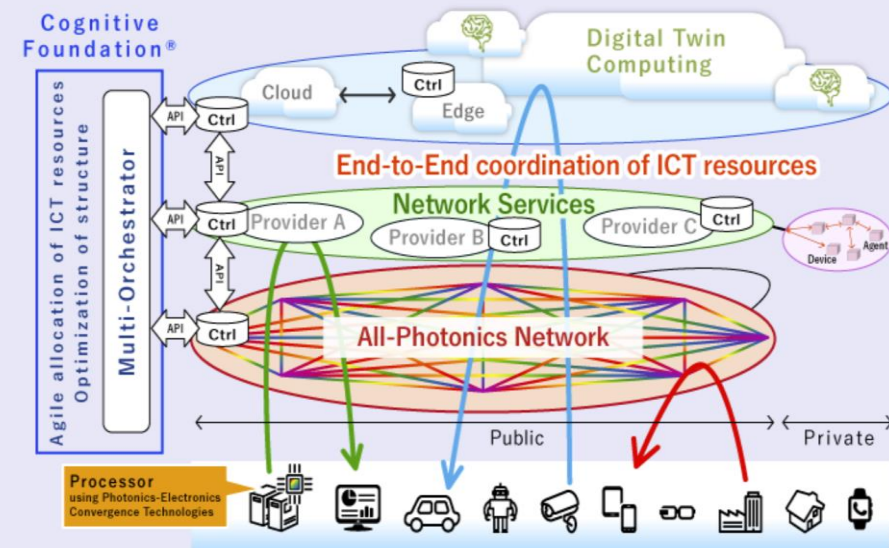 Cognitive
Foundation®
Agile allocation of ICT resources
Optimization of structure
Multi-Orchestrator
API
Ctrl
API
API
Ctrl
API
API
Ctrl
Cloud
Ctrl
Edge
Digital Twin
Computing
End-to-End coordination of ICT resources
Network Services
Provider A
Provider B
Ctrl
Provider C
Ctrl
Device
Agent
All-Photonics Network
Public
Private
Processor
using Photonics-Electronics
Convergence Technologies